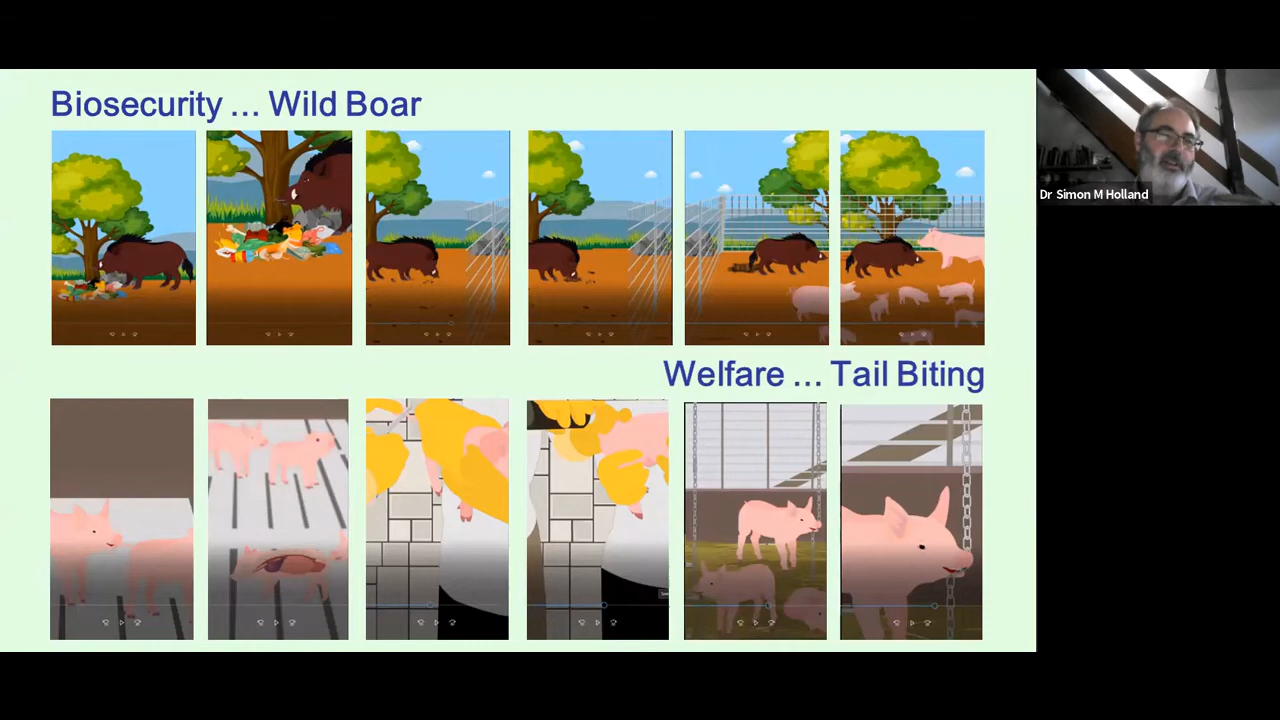 Biosecurity ... Wild Boar
Dr Simon M Holland
Welfare ... Tail Biting